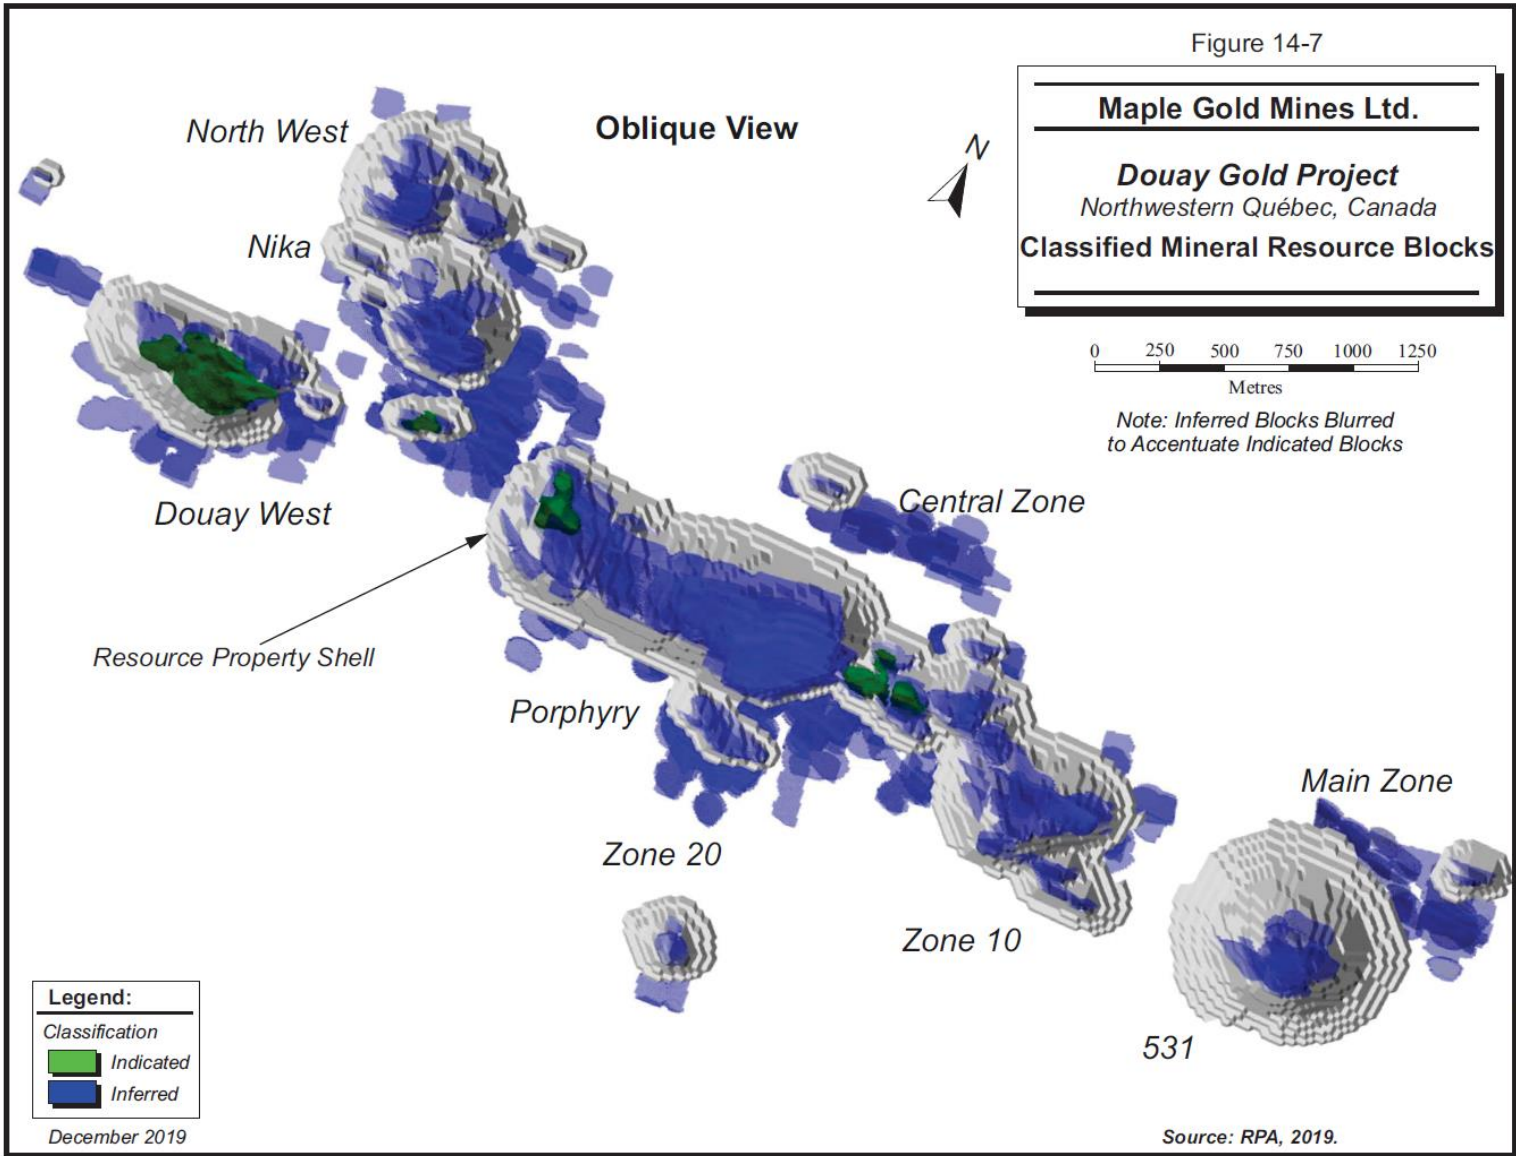 Figure 14-7
Maple Gold Mines Ltd.
Douay Gold Project
Northwestern Québec, Canada
Classified Mineral Resource Blocks
Oblique View
N
0 250 500 750 1000 1250
Metres
Note: Inferred Blocks Blurred
to Accentuate Indicated Blocks
North West
Nika
Douay West
Central Zone
Resource Property Shell
Porphyry
Main Zone
Zone 20
Zone 10
531
Legend:
Classification
Indicated
Inferred
December 2019
Source: RPA, 2019.